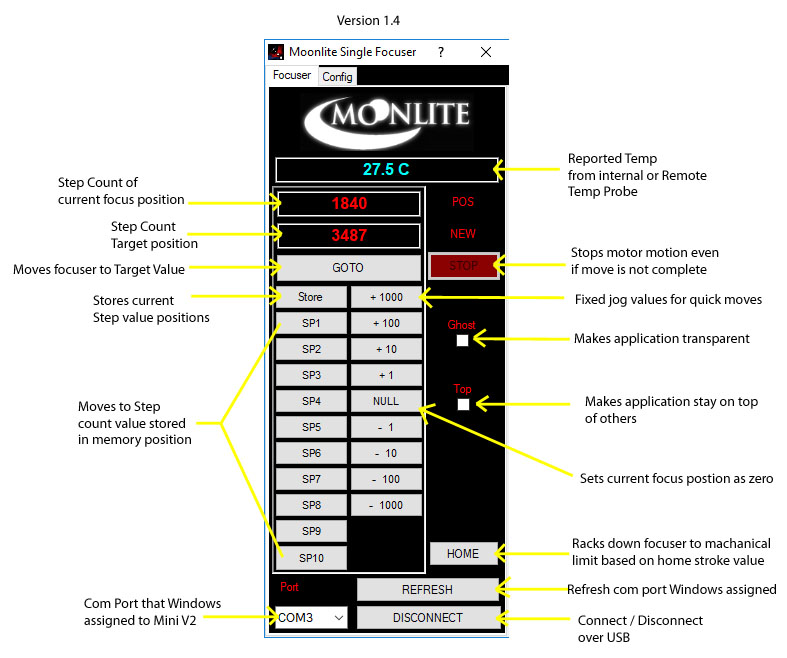 Version 1.4
Moonlite Single Focuser ? ×
Focuser Config
MOONLITE
27.5 C
Reported Temp
from internal or Remote
Temp Probe
Step Count of
current focus position
1840
POS
Step Count
Target position
3487
NEW
Moves focuser to Target Value
GOTO
STOP
Stops motor motion even
if move is not complete
Stores current
Step value positions
Store + 1000
Fixed jog values for quick moves
SP1 + 100
SP2 + 10
SP3 + 1
SP4 NULL
SP5 - 1
SP6 - 10
SP7 - 100
SP8 - 1000
SP9
SP10
Ghost
Makes application transparent
Top
Makes application stay on top
of others
Moves to Step
count value stored
in memory position
Sets current focus postion as zero
HOME
Racks down focuser to machanical
limit based on home stroke value
Port
REFRESH
Refresh com port Windows assigned
Com Port that Windows
assigned to Mini V2
COM3
DISCONNECT
Connect / Disconnect
over USB